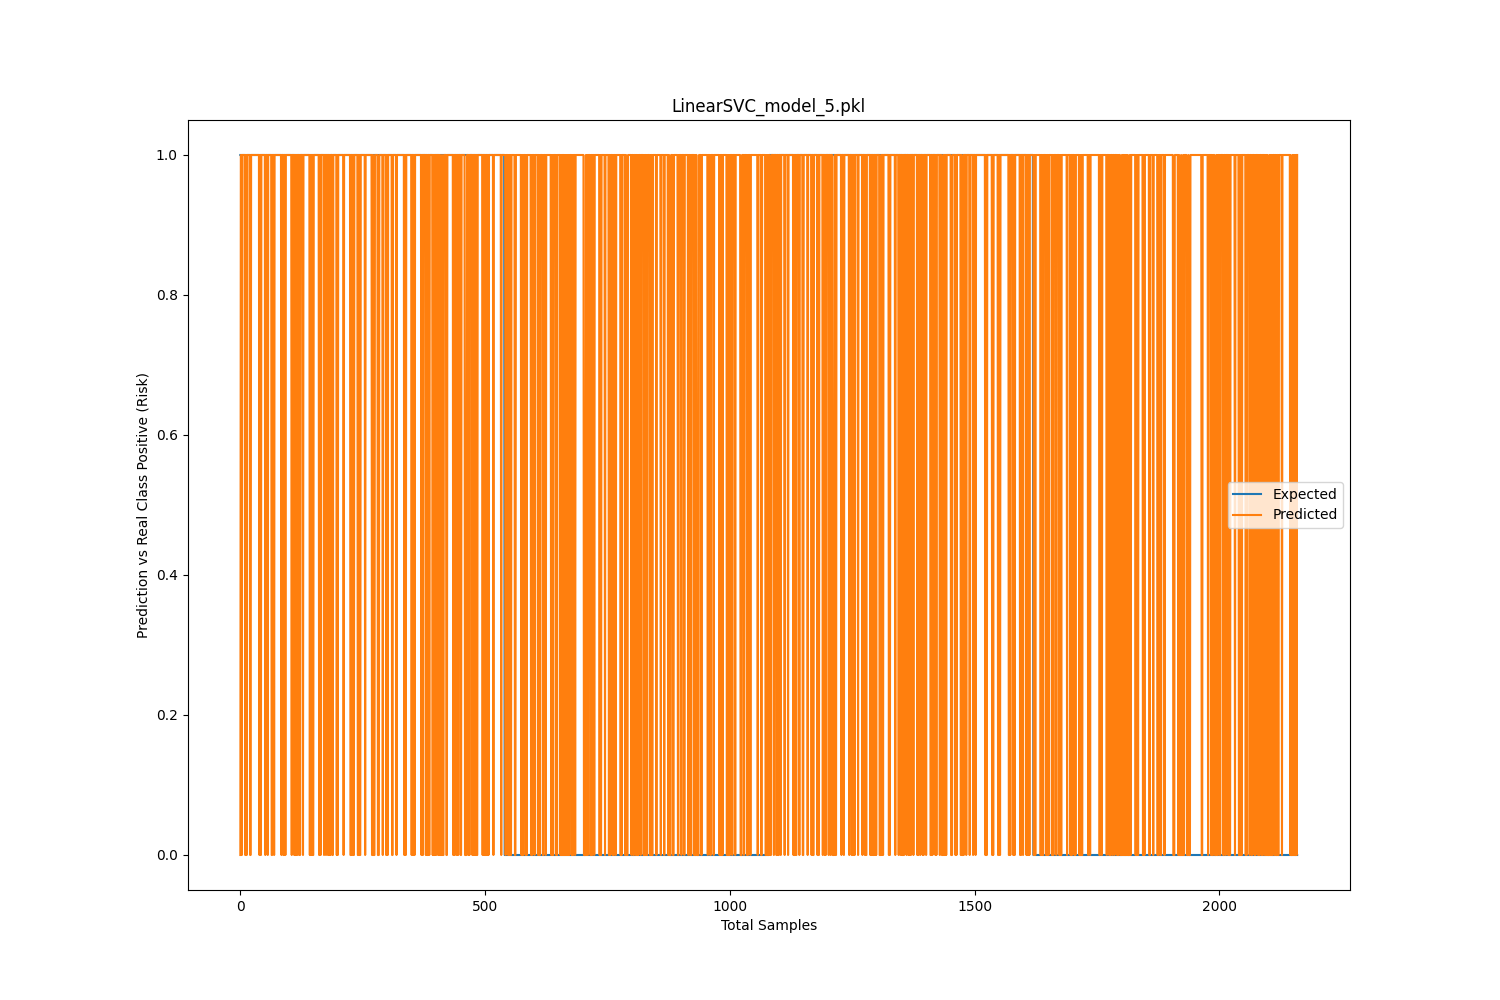 LinearSVC_model_5.pkl
Prediction vs Real Class Positive (Risk)
1.0
0.8
0.6
0.4
0.2
0.0
Expected
Predicted
0
500
1000
1500
2000
Total Samples